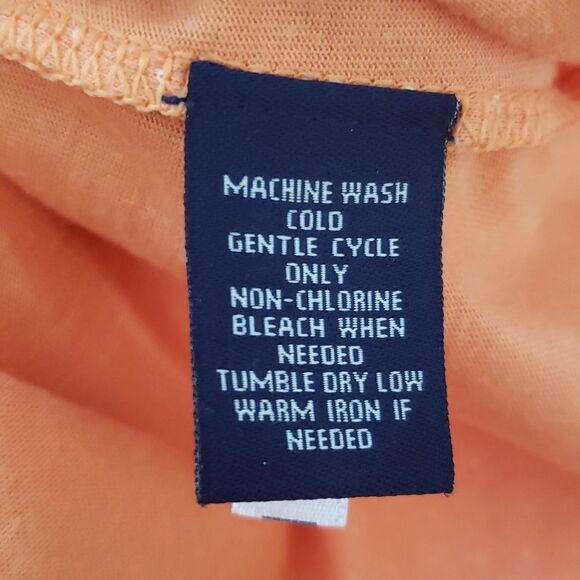 MACHINE WASH
COLD
GENTLE CYCLE
ONLY
NON-CHLORINE
BLEACH WHEN
NEEDED
TUMBLE DRY LOW
WARM IRON IF
NEEDED